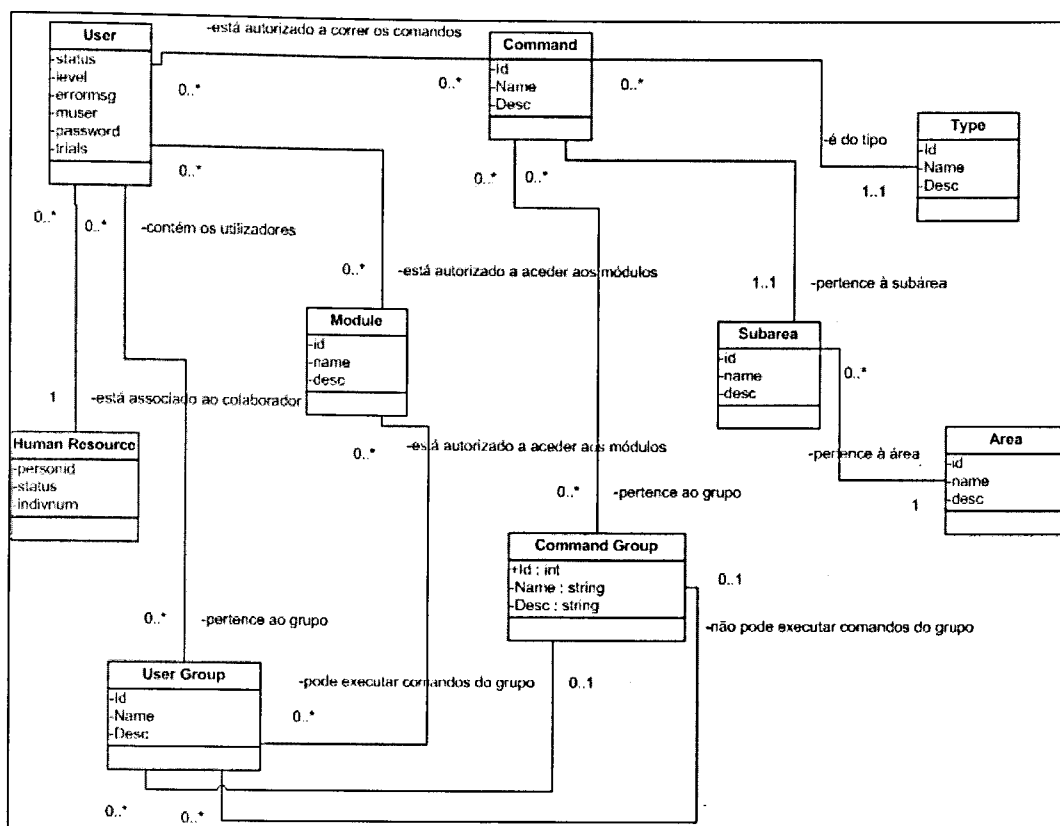 User
-está autorizado a correr os comandos
Command
-status
-level
-errormsg
-muser
-password
-trials
0..*
0..*
-Id
-Name
-Desc
0..*
Type
-Id
-Name
-Desc
-é do tipo
1..1
0..*
0..*
0..*
0..*
0..*
-contém os utilizadores
0..*
-está autorizado a aceder aos módulos
1..1
-pertence à subárea
Module
-id
-name
-desc
Subarea
-id
-name
-desc
0..*
1
-está associado ao colaborador
Human Resource
-personid
-status
-indivnum
0..*
-está autorizado a aceder aos módulos
-pertence à área
1
Area
-id
-name
-desc
0..*
-pertence ao grupo
Command Group
+Id : int
-Name : string
-Desc : string
0..1
-não pode executar comandos do grupo
0..*
-pertence ao grupo
User Group
-Id
-Name
-Desc
-pode executar comandos do grupo
0..1
0..*
0..*
0..*